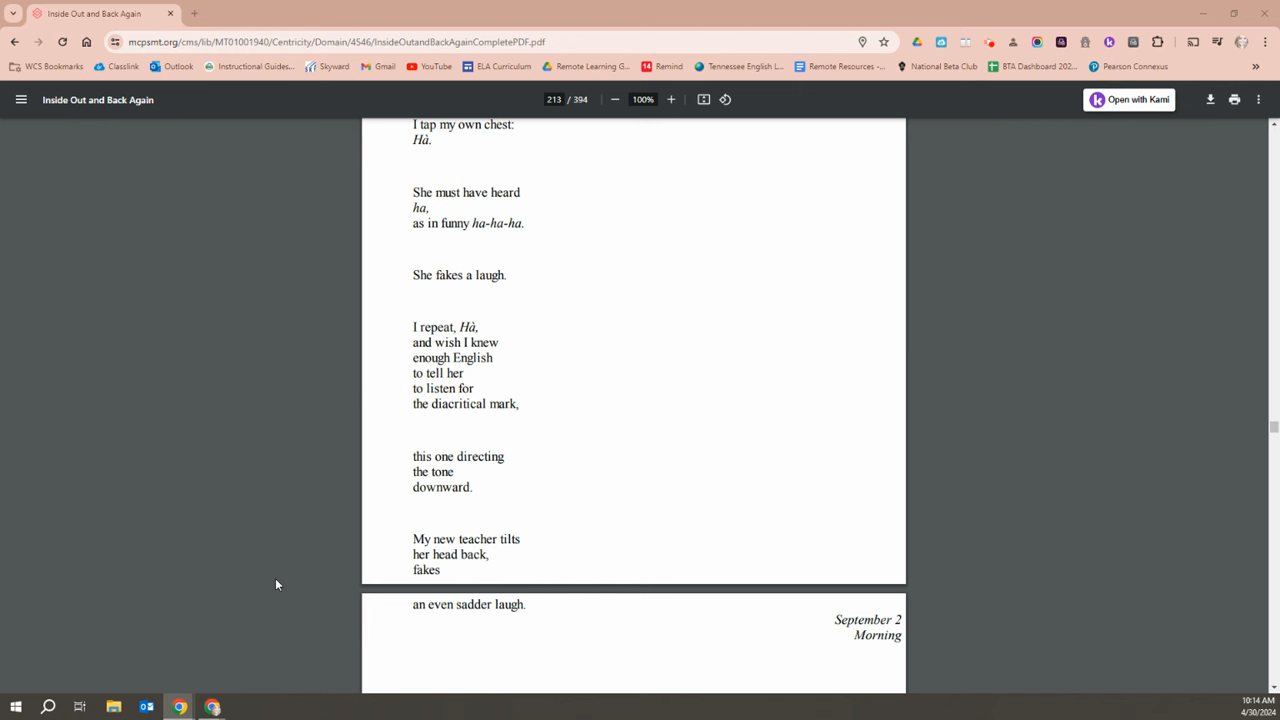 Inside Out and Back Again
mcpsmt.org/cms/lib/MT01001940/Centricity/Domain/4546/InsideOutandBackAgainCompletePDF.pdf
WCS Bookmarks
Classlink
Outlook
Instructional Guides...
Skyward
Gmail
YouTube
ELA Curriculum
Remote Learning G...
Remind
Tennessee English L...
Remote Resources -...
National Beta Club
BTA Dashboard 202...
Pearson Connexus
Inside Out and Back Again
213 / 394
100%
Open with Kami
I tap my own chest:
Hà.
She must have heard
ha,
as in funny ha-ha-ha.
She fakes a laugh.
I repeat, Hà,
and wish I knew
enough English
to tell her
to listen for
the diacritical mark,
this one directing
the tone
downward.
My new teacher tilts
her head back,
fakes
an even sadder laugh.
September 2
Morning
10:14 AM
4/30/2024